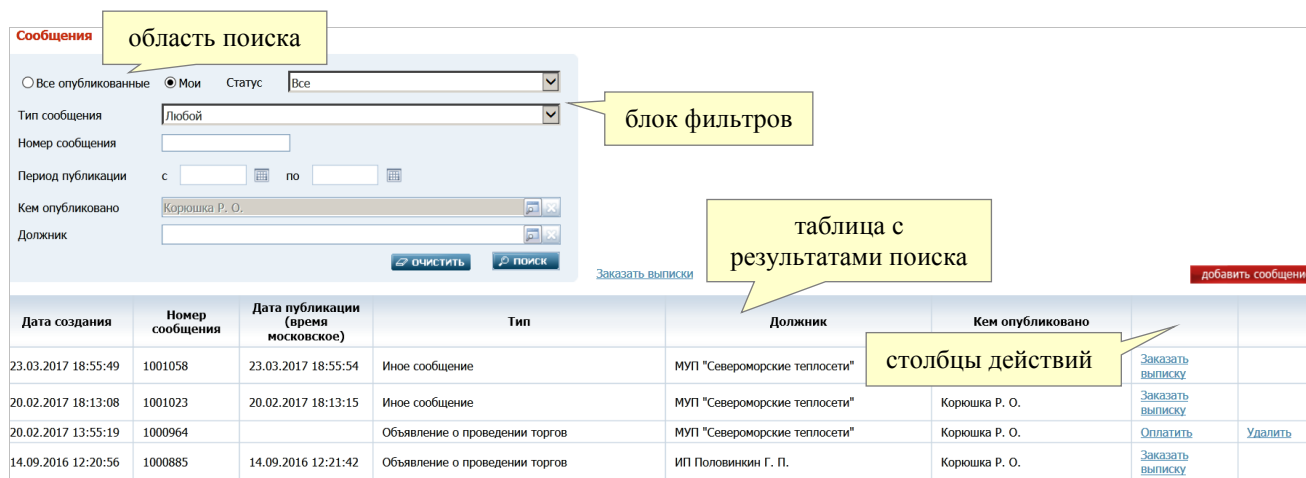 Сообщения
область поиска
Все опубликованные Мои Статус Все
Тип сообщения Любой
блок фильтров
Номер сообщения
Период публикации с по
Кем опубликовано Корюшка Р. О.
Должник
таблица с
результатами поиска
ОЧИСТИТЬ ПОИСК
Заказать выписки
добавить сообщение
Дата создания Номер сообщения Дата публикации (время московское) Тип Должник Кем опубликовано
столбцы действий
23.03.2017 18:55:49 1001058 23.03.2017 18:55:54 Иное сообщение МУП "Североморские теплосети" Заказать выписку
20.02.2017 18:13:08 1001023 20.02.2017 18:13:15 Иное сообщение МУП "Североморские теплосети" Корюшка Р. О. Заказать выписку
20.02.2017 13:55:19 1000964 Объявление о проведении торгов МУП "Североморские теплосети" Корюшка Р. О. Оплатить Удалить
14.09.2016 12:20:56 1000885 14.09.2016 12:21:42 Объявление о проведении торгов ИП Половинкин Г. П. Корюшка Р. О. Заказать выписку